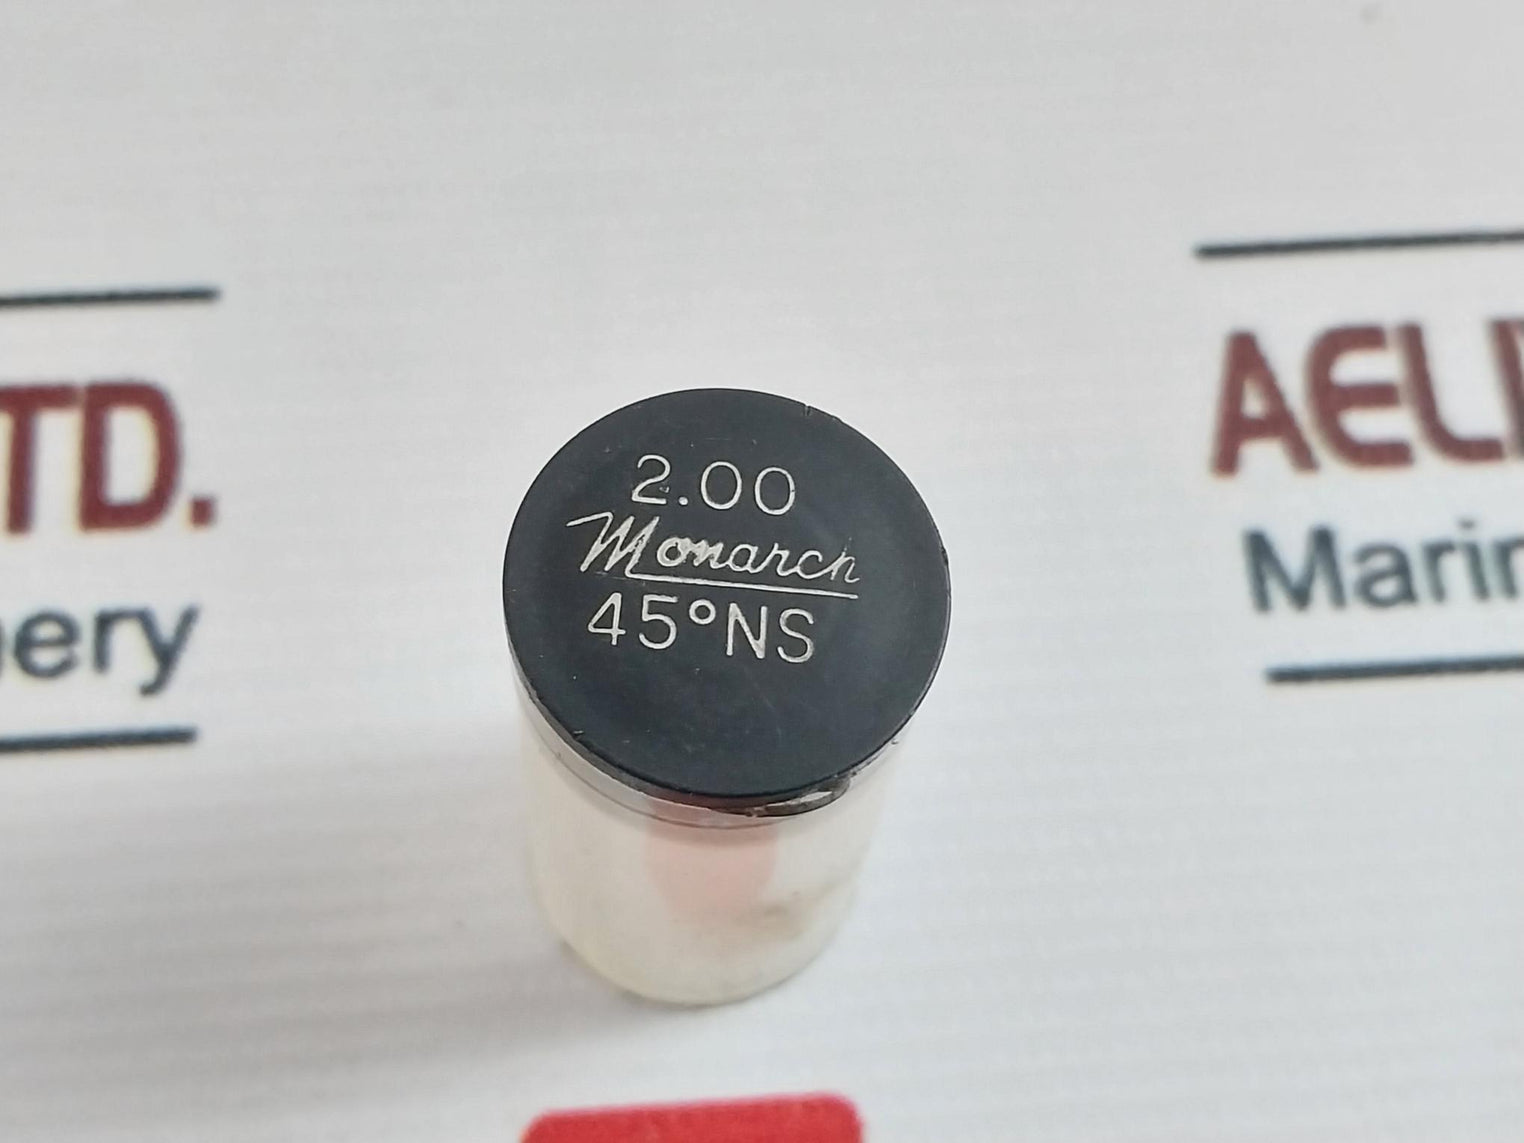 2.00
Monarch
45°NS
TD.
ery
AEL
Marin